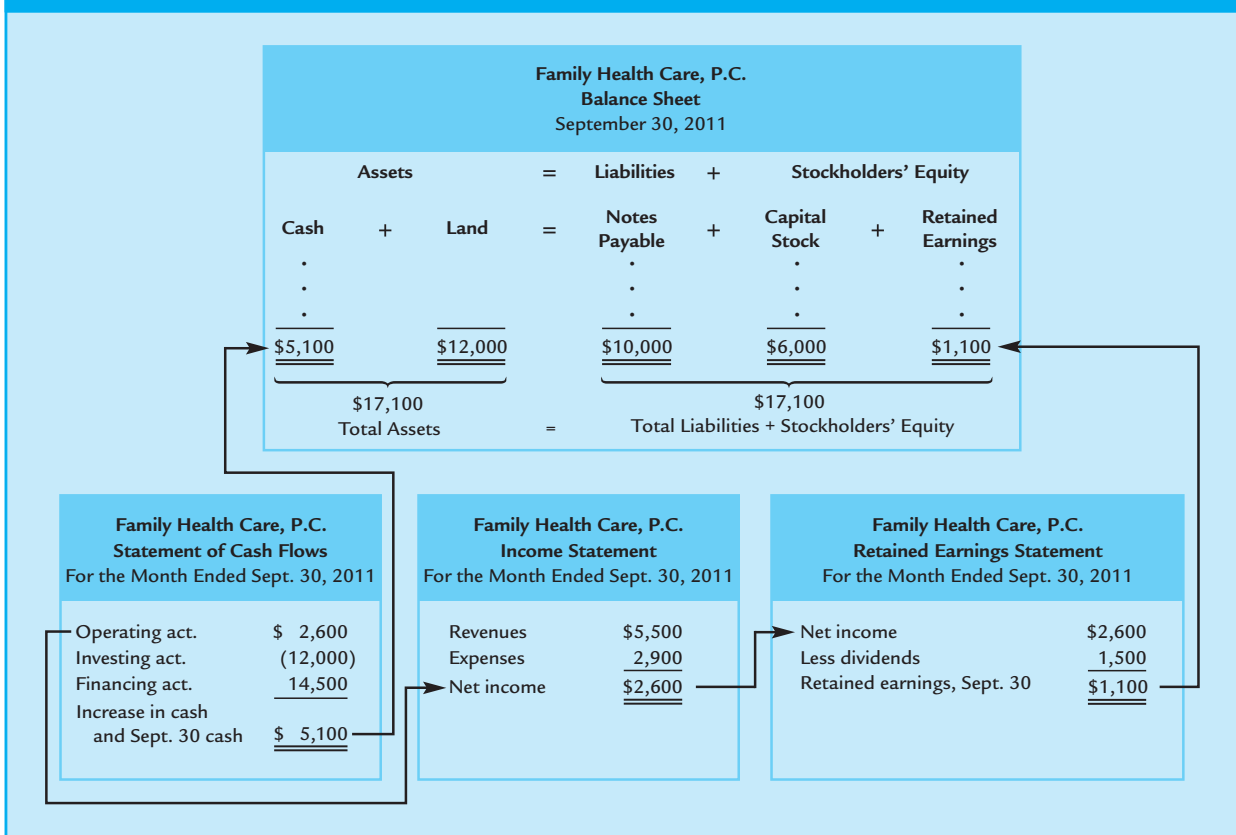 Family Health Care, P.C.
Balance Sheet
September 30, 2011
Assets = Liabilities + Stockholders' Equity
Cash + Land = Notes Payable + Capital Stock + Retained Earnings
$5,100 $12,000 $10,000 $6,000 $1,100
$17,100 $17,100
Total Assets = Total Liabilities + Stockholders' Equity
Family Health Care, P.C.
Statement of Cash Flows
For the Month Ended Sept. 30, 2011
Operating act. $ 2,600
Investing act. (12,000)
Financing act. 14,500
Increase in cash
and Sept. 30 cash $ 5,100
Family Health Care, P.C.
Income Statement
For the Month Ended Sept. 30, 2011
Revenues $5,500
Expenses 2,900
Net income $2,600
Family Health Care, P.C.
Retained Earnings Statement
For the Month Ended Sept. 30, 2011
Net income $2,600
Less dividends 1,500
Retained earnings, Sept. 30 $1,100